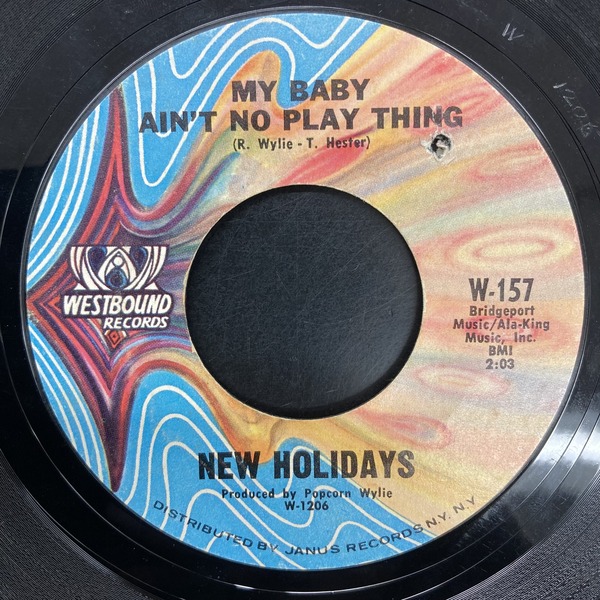 MY BABY
AIN'T NO PLAY THING
(R. Wylie - T. Hester)
WESTBOUND
RECORDS
W-157
Bridgeport
Music/Ala-King
Music, Inc.
BMI
2:03
NEW HOLIDAYS
Produced by Popcorn Wylie
W-1206
DISTRIBUTED BY JANUS RECORDS N.Y. N.Y
W 1206